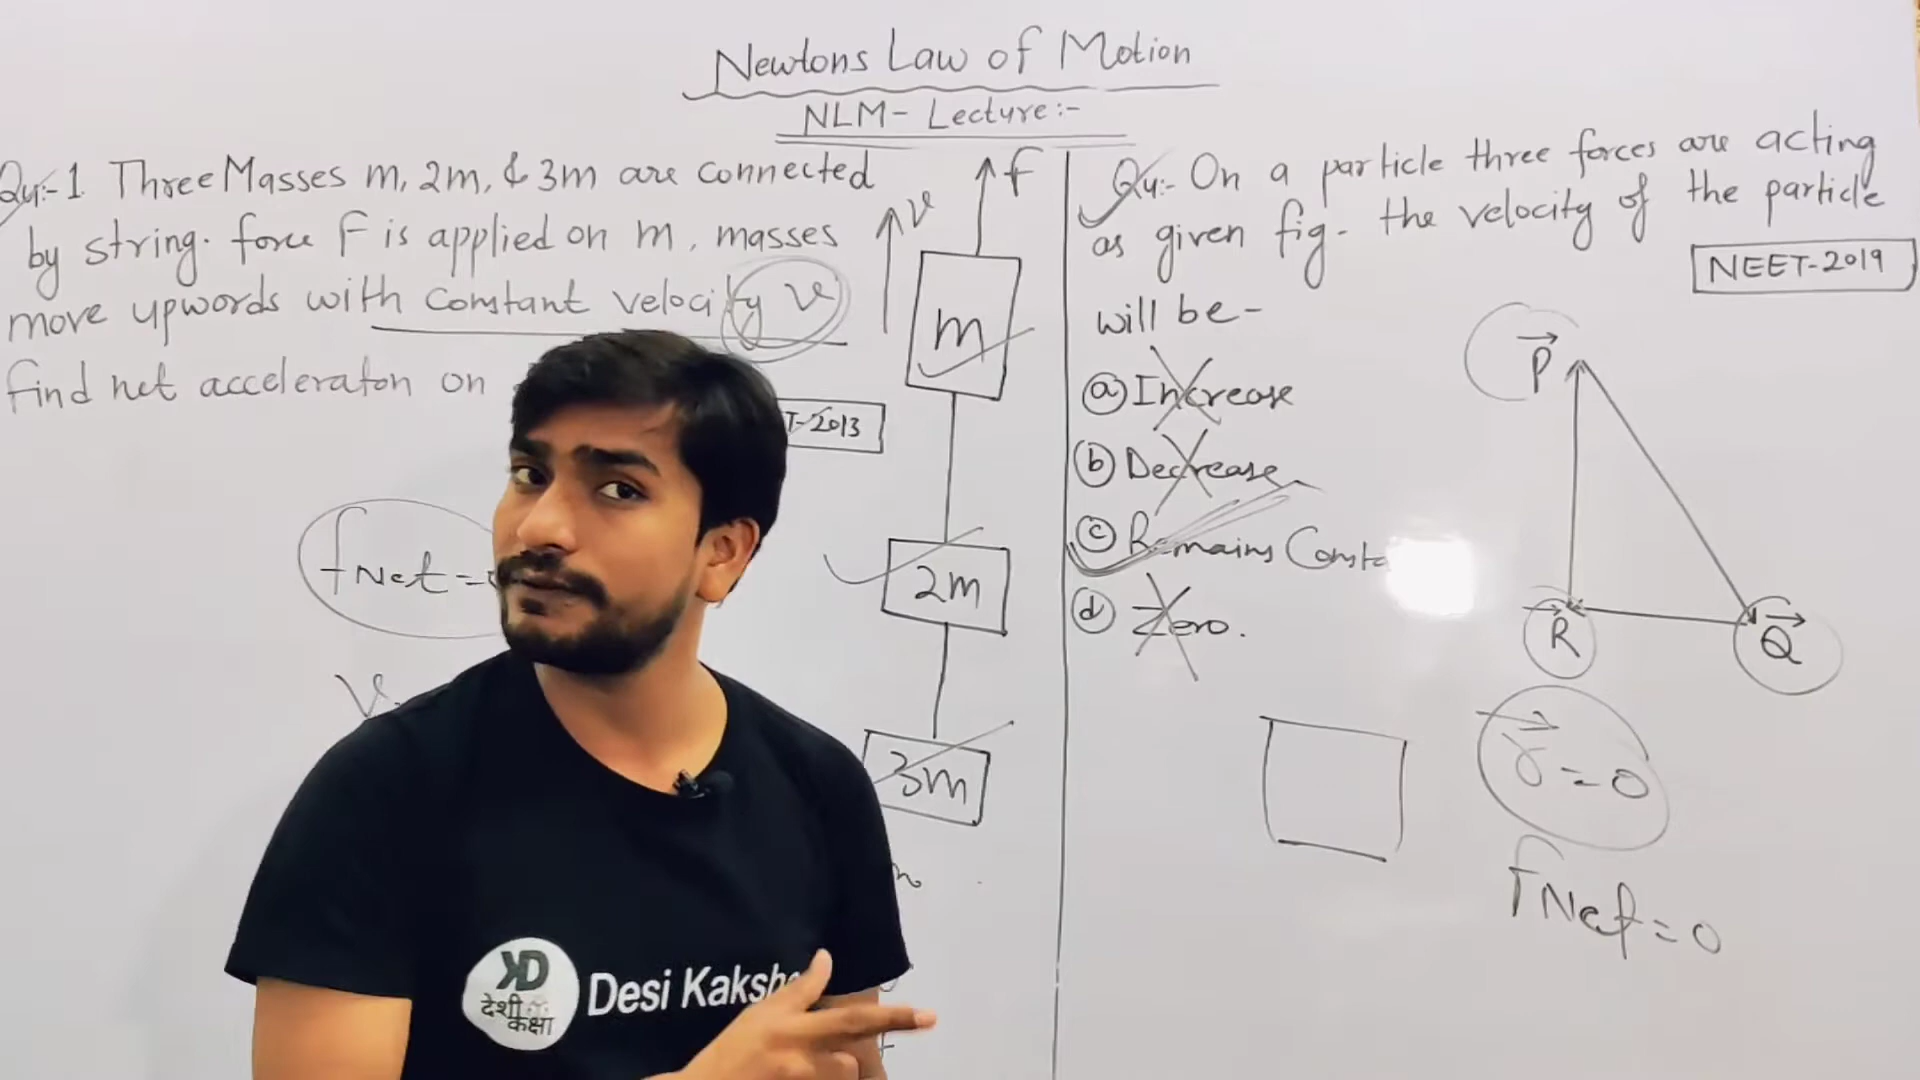 Newtons Law of Motion
NLM- Lecture:-
Qu:-1. Three Masses m, 2m, & 3m are connected
by string. force F is applied on m, masses
move upwords with constant velocity v
find net acceleraton on
T-2013
fNet =
V
v
F
m
2m
3m
Qu:- On a particle three forces are acting
as given fig. the velocity of the particle
will be-
NEET-2019
(a) Increase
(b) Decrease
(c) Remains Consta
(d) Zero.
P
R
Q
r = 0
FNet = 0
KD
देशी
कक्षा
Desi Kaksh